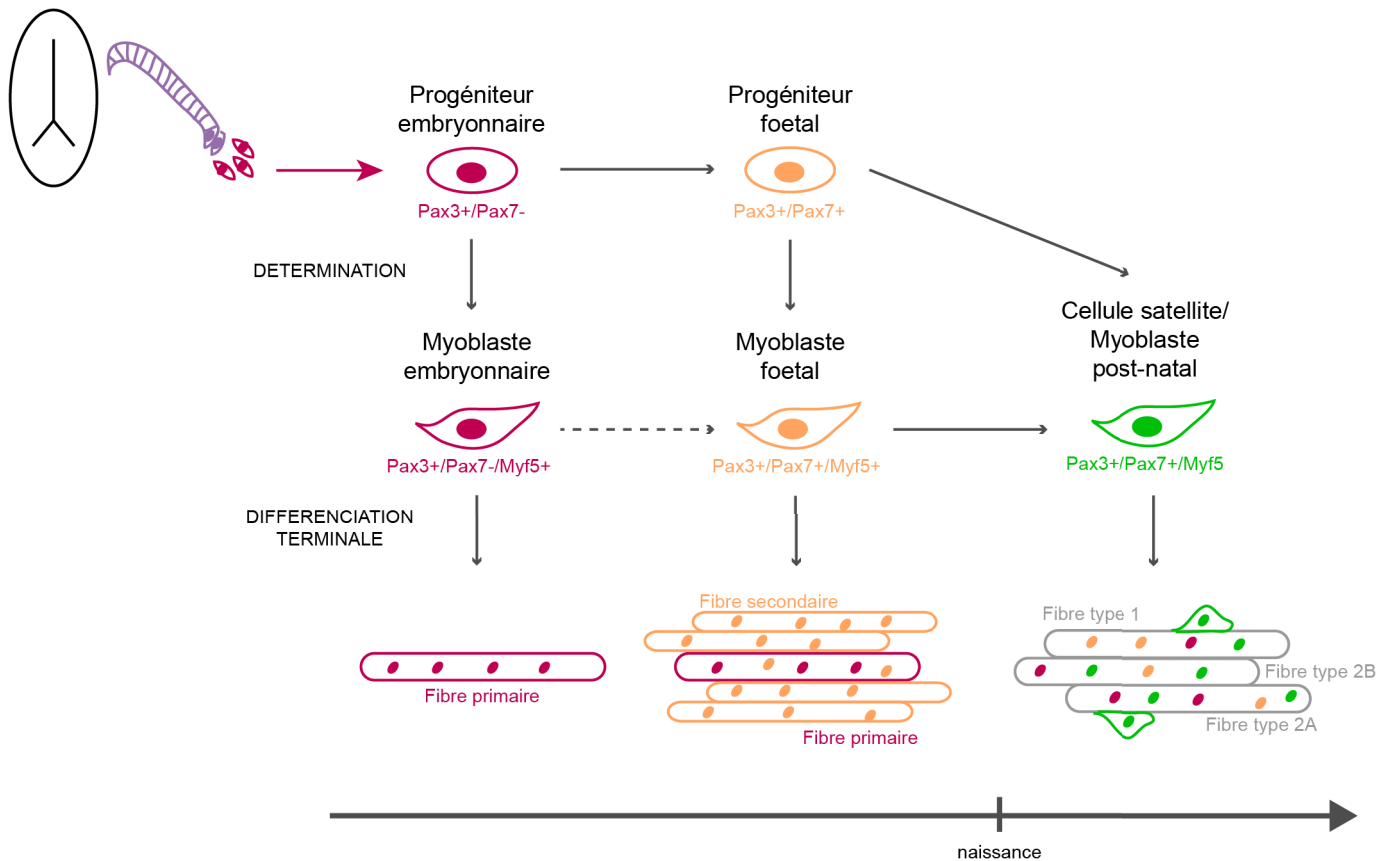 Progéniteur
embryonnaire
Progéniteur
foetal
Pax3+/Pax7-
Pax3+/Pax7+
DETERMINATION
Cellule satellite/
Myoblaste
post-natal
Myoblaste
embryonnaire
Myoblaste
foetal
Pax3+/Pax7-/Myf5+
Pax3+/Pax7+/Myf5+
Pax3+/Pax7+/Myf5
DIFFERENCIATION
TERMINALE
Fibre secondaire
Fibre type 1
Fibre type 2B
Fibre primaire
Fibre type 2A
Fibre primaire
naissance